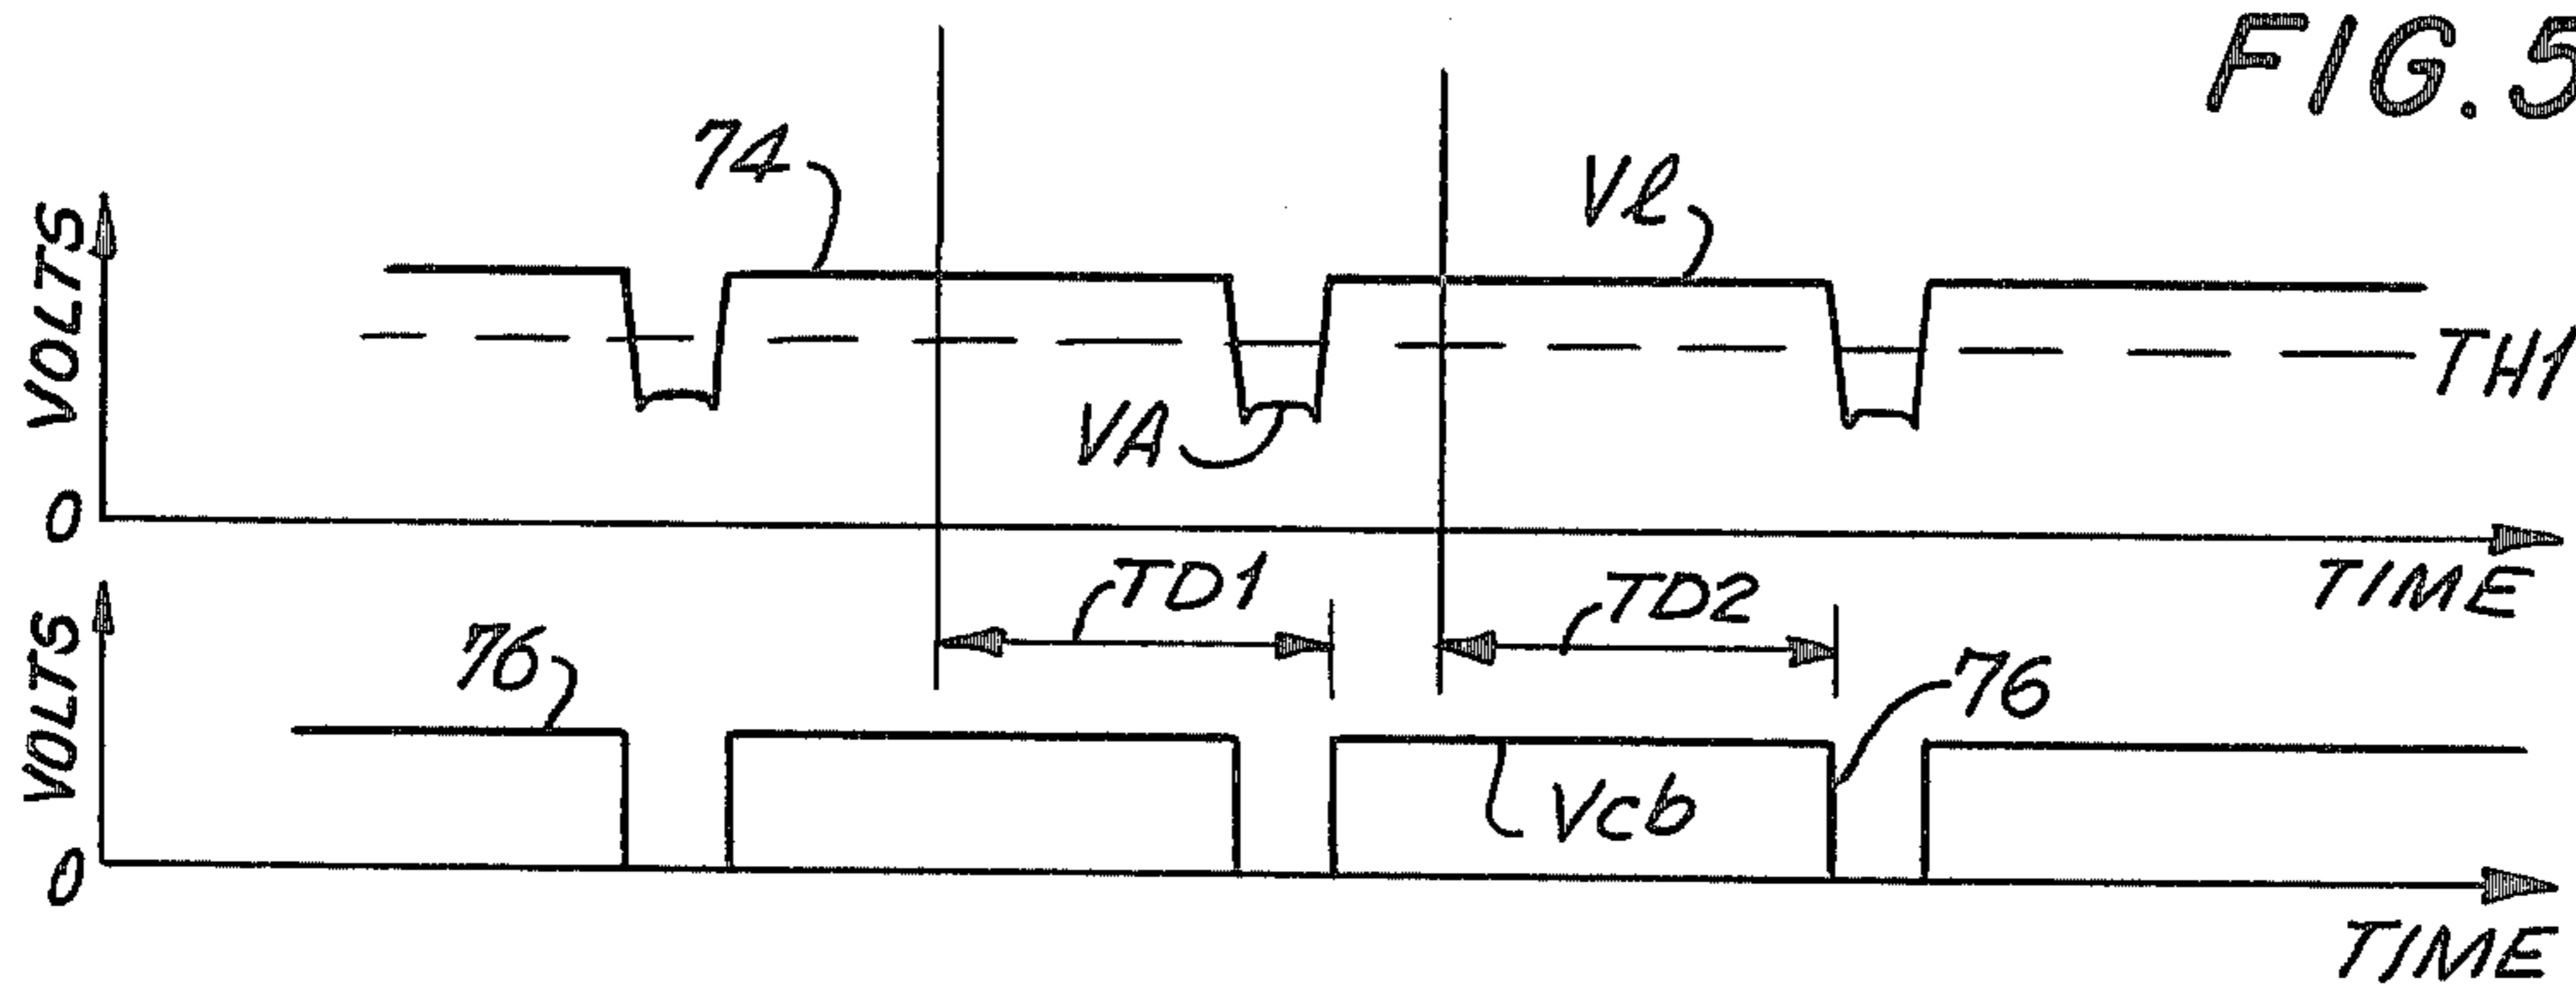 FIG. 5
74
Vl
VOLTS
TH1
VA
0
TIME
TD1
TD2
VOLTS
76
76
Vcb
0
TIME